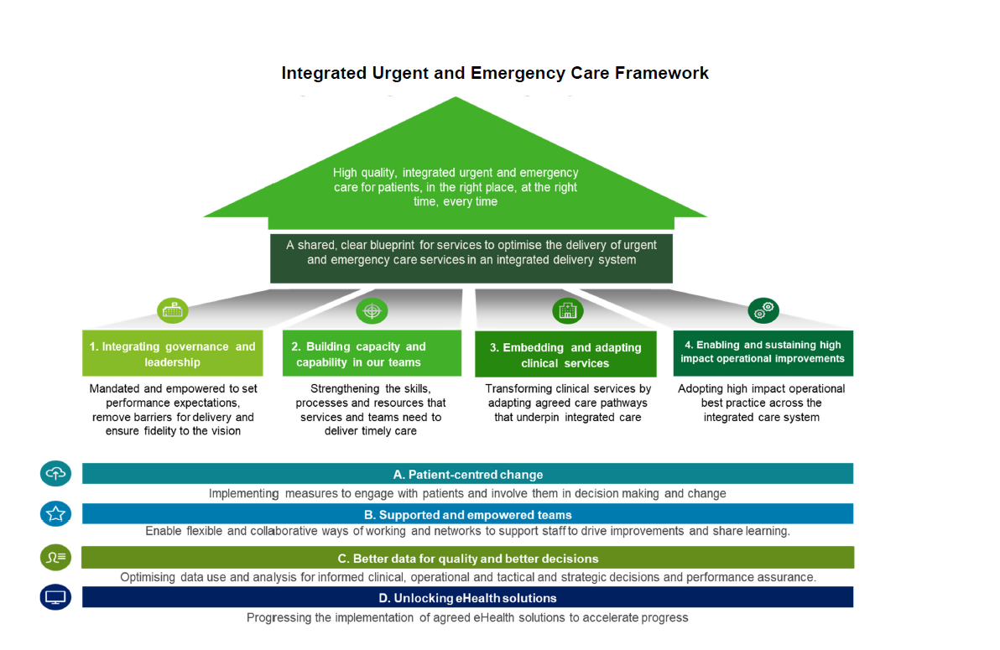 Integrated Urgent and Emergency Care Framework
High quality, integrated urgent and emergency
care for patients, in the right place, at the right
time, every time
A shared, clear blueprint for services to optimise the delivery of urgent
and emergency care services in an integrated delivery system
1. Integrating governance and
leadership
Mandated and empowered to set
performance expectations,
remove barriers for delivery and
ensure fidelity to the vision
2. Building capacity and
capability in our teams
Strengthening the skills,
processes and resources that
services and teams need to
deliver timely care
3. Embedding and adapting
clinical services
Transforming clinical services by
adapting agreed care pathways
that underpin integrated care
4. Enabling and sustaining high
impact operational improvements
Adopting high impact operational
best practice across the
integrated care system
A. Patient-centred change
Implementing measures to engage with patients and involve them in decision making and change
B. Supported and empowered teams
Enable flexible and collaborative ways of working and networks to support staff to drive improvements and share learning.
C. Better data for quality and better decisions
Optimising data use and analysis for informed clinical, operational and tactical and strategic decisions and performance assurance.
D. Unlocking eHealth solutions
Progressing the implementation of agreed eHealth solutions to accelerate progress